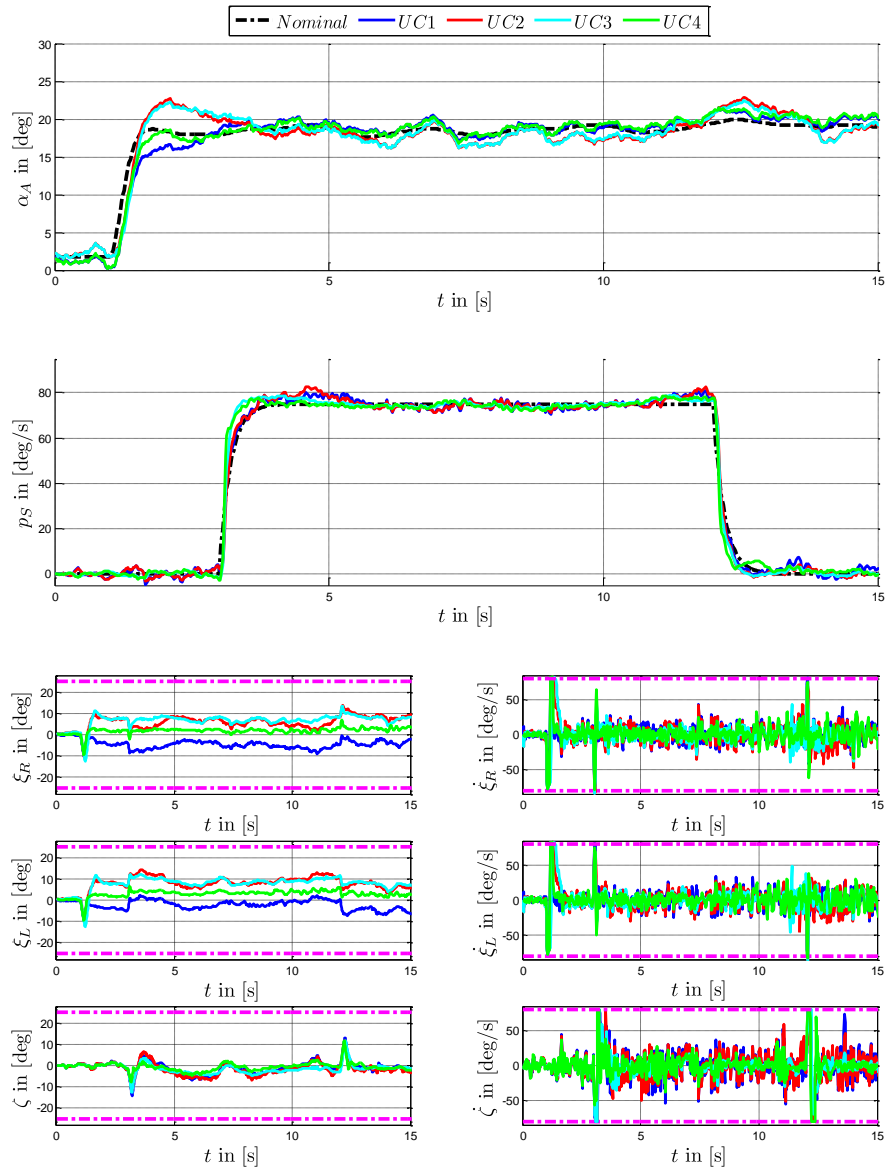 Nominal UC1 UC2 UC3 UC4
30
25
20
15
10
5
0
α_A in [deg]
0 5 10 15
t in [s]
80
60
40
20
0
p_S in [deg/s]
0 5 10 15
t in [s]
20
10
0
-10
-20
ξ_R in [deg]
0 5 10 15
t in [s]
50
0
-50
ξ̇_R in [deg/s]
0 5 10 15
t in [s]
20
10
0
-10
-20
ξ_L in [deg]
0 5 10 15
t in [s]
50
0
-50
ξ̇_L in [deg/s]
0 5 10 15
t in [s]
20
10
0
-10
-20
ζ in [deg]
0 5 10 15
t in [s]
50
0
-50
ζ̇ in [deg/s]
0 5 10 15
t in [s]